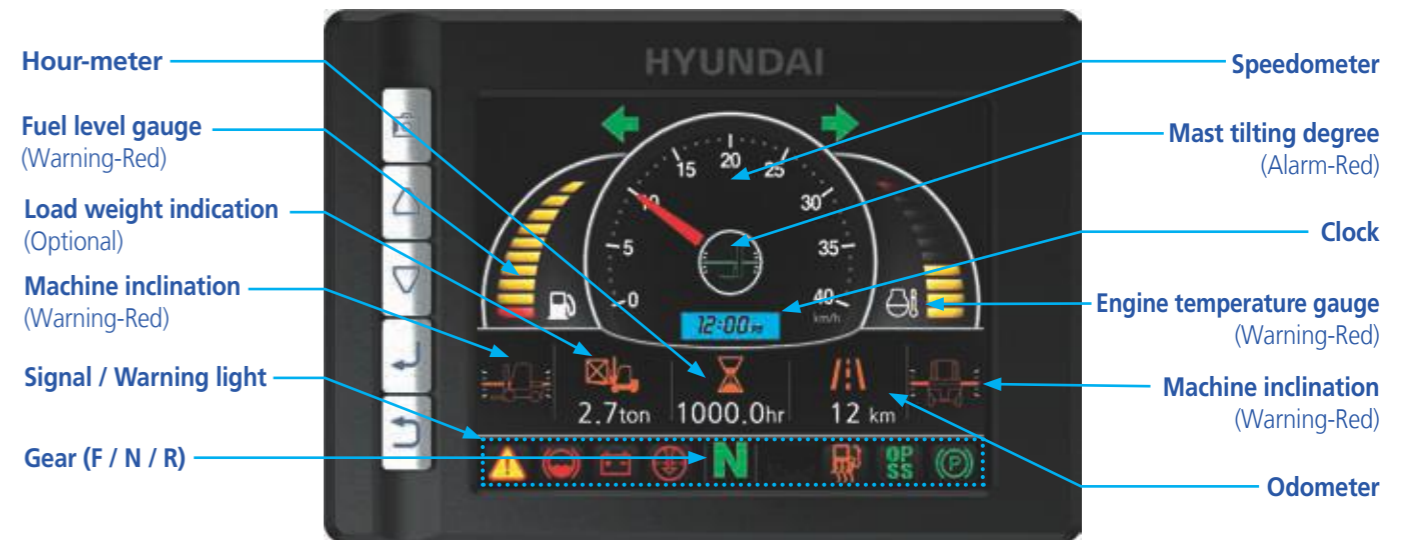 HYUNDAI
Hour-meter
Fuel level gauge
(Warning-Red)
Load weight indication
(Optional)
Machine inclination
(Warning-Red)
Signal / Warning light
Gear (F / N / R)
Speedometer
Mast tilting degree
(Alarm-Red)
Clock
Engine temperature gauge
(Warning-Red)
Machine inclination
(Warning-Red)
Odometer
0
5
10
15
20
25
30
35
40
km/h
12:00 PM
2.7ton
1000.0hr
12 km
N
OP
SS
(P)